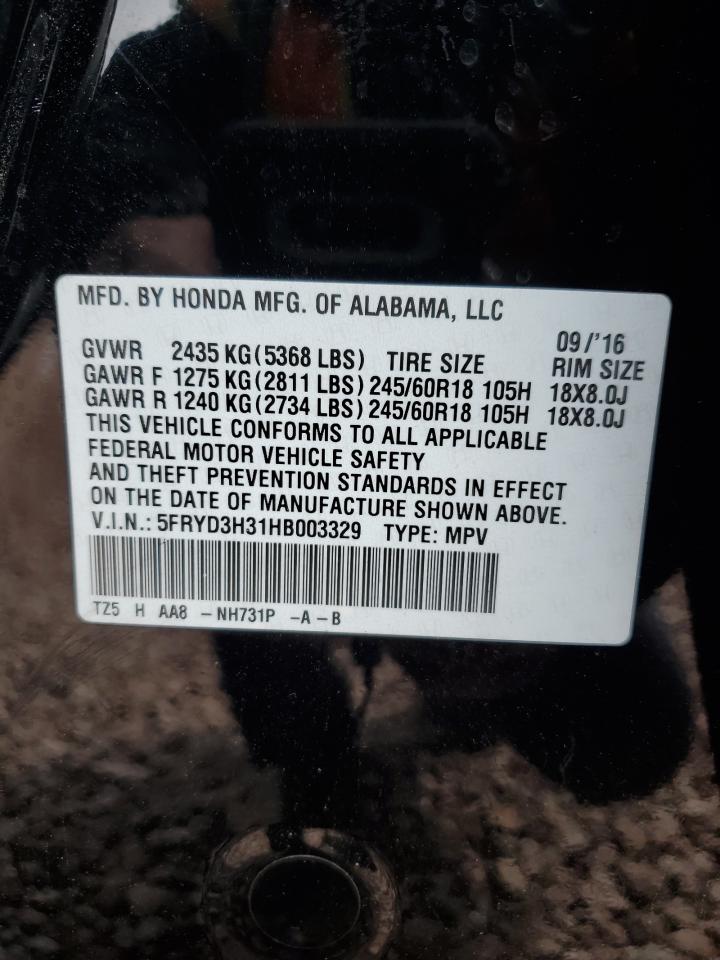 MFD. BY HONDA MFG. OF ALABAMA, LLC
09/'16
GVWR 2435 KG(5368 LBS) TIRE SIZE RIM SIZE
GAWR F 1275 KG(2811 LBS) 245/60R18 105H 18X8.0J
GAWR R 1240 KG(2734 LBS) 245/60R18 105H 18X8.0J
THIS VEHICLE CONFORMS TO ALL APPLICABLE
FEDERAL MOTOR VEHICLE SAFETY
AND THEFT PREVENTION STANDARDS IN EFFECT
ON THE DATE OF MANUFACTURE SHOWN ABOVE.
V.I.N.: 5FRYD3H31HB003329 TYPE: MPV
TZ5 H AA8 -NH731P -A-B